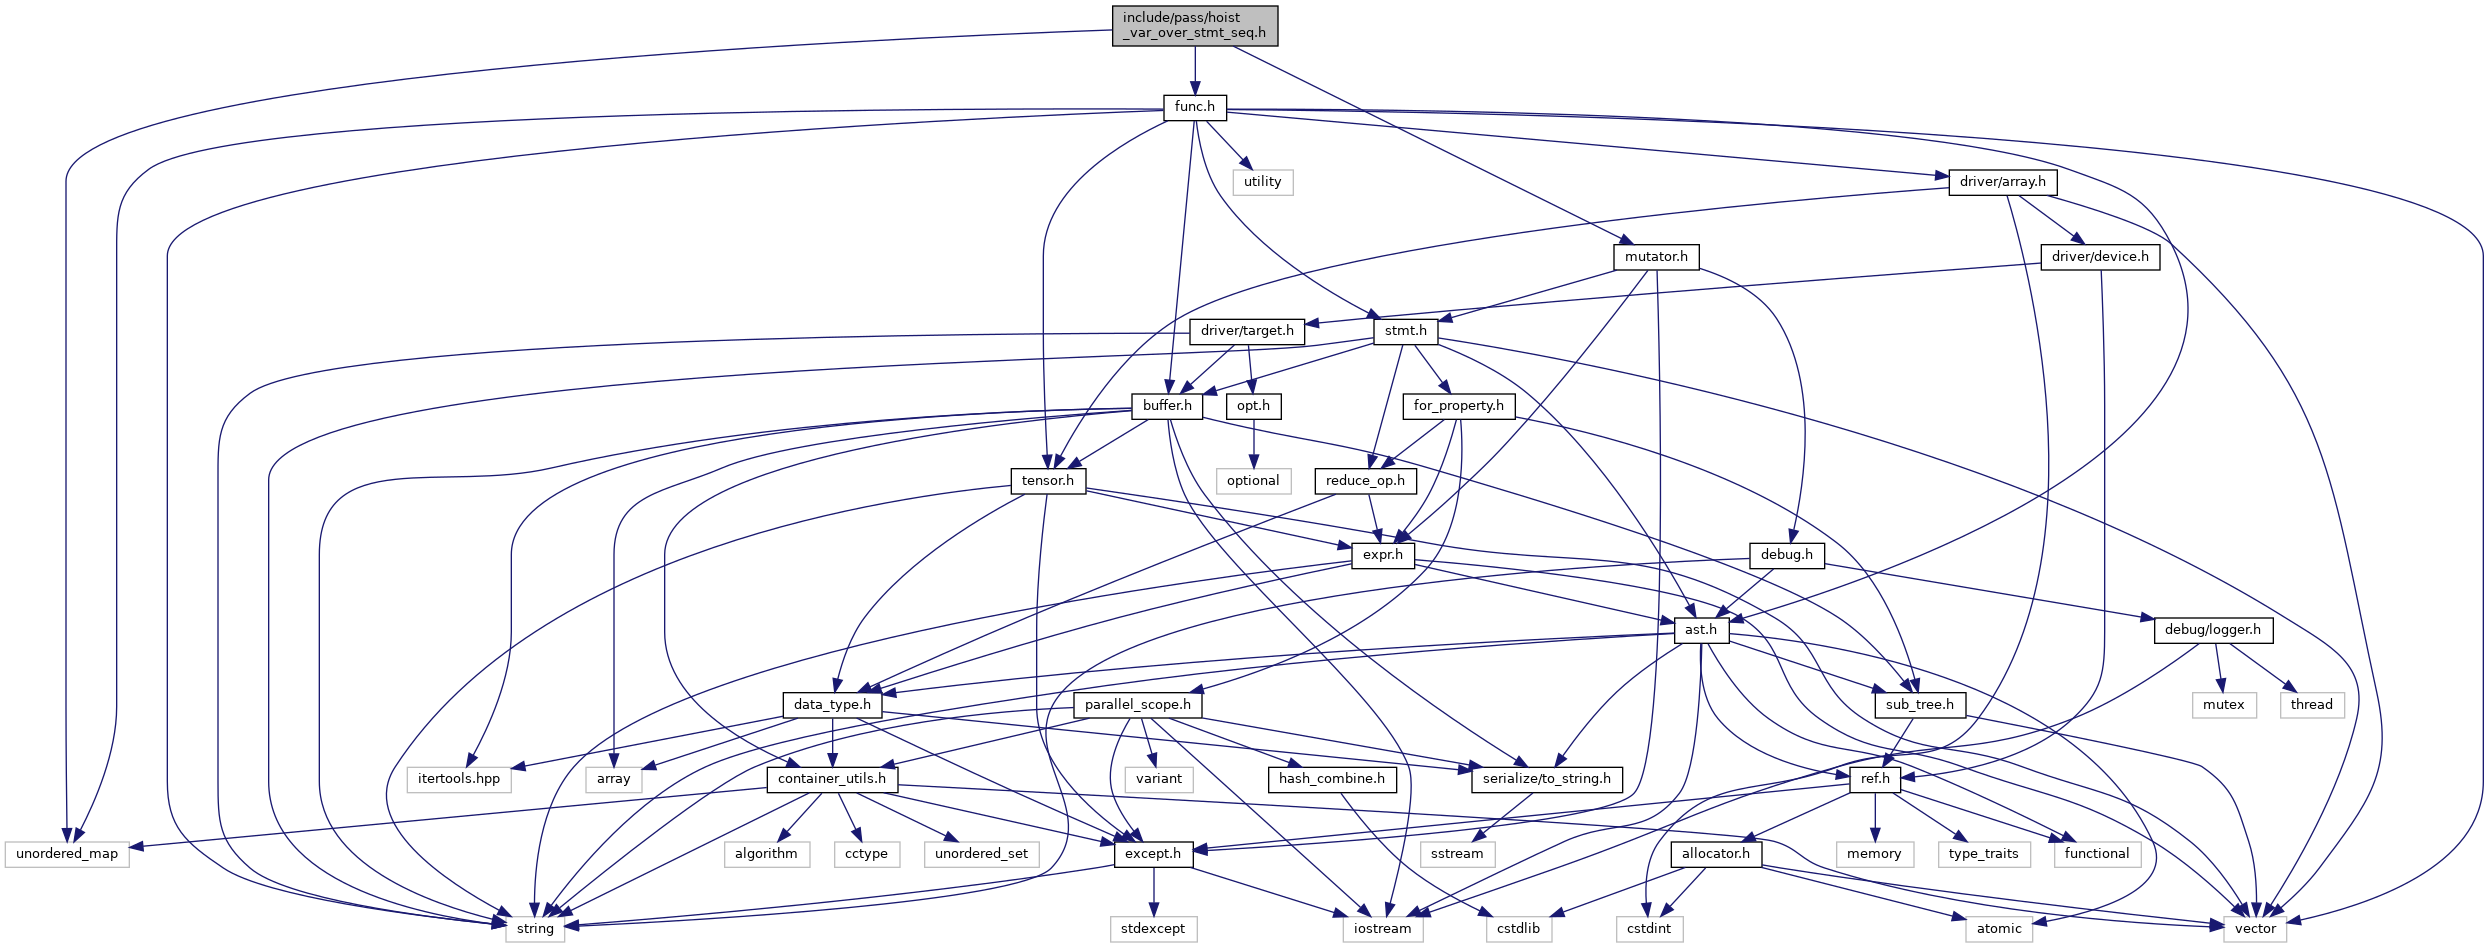 include/pass/hoist
_var_over_stmt_seq.h
func.h
utility
driver/array.h
mutator.h
driver/device.h
driver/target.h
stmt.h
buffer.h
opt.h
for_property.h
tensor.h
optional
reduce_op.h
expr.h
debug.h
ast.h
debug/logger.h
data_type.h
parallel_scope.h
sub_tree.h
mutex
thread
itertools.hpp
array
container_utils.h
variant
hash_combine.h
serialize/to_string.h
ref.h
unordered_map
algorithm
cctype
unordered_set
except.h
sstream
allocator.h
memory
type_traits
functional
string
stdexcept
iostream
cstdlib
cstdint
atomic
vector